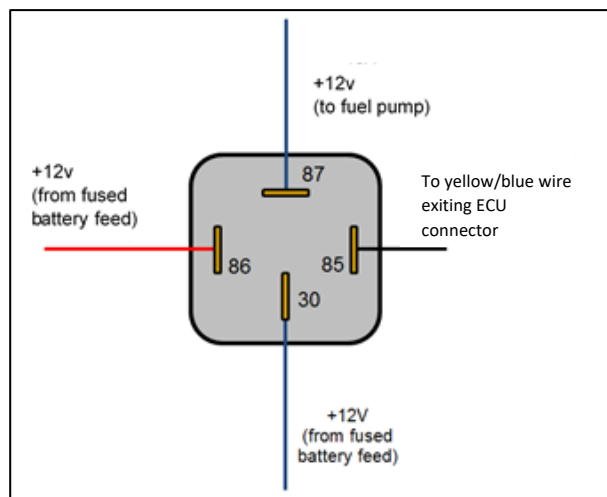 +12v
(to fuel pump)
+12v
(from fused
battery feed)
87
To yellow/blue wire
exiting ECU
connector
86
85
30
+12V
(from fused
battery feed)